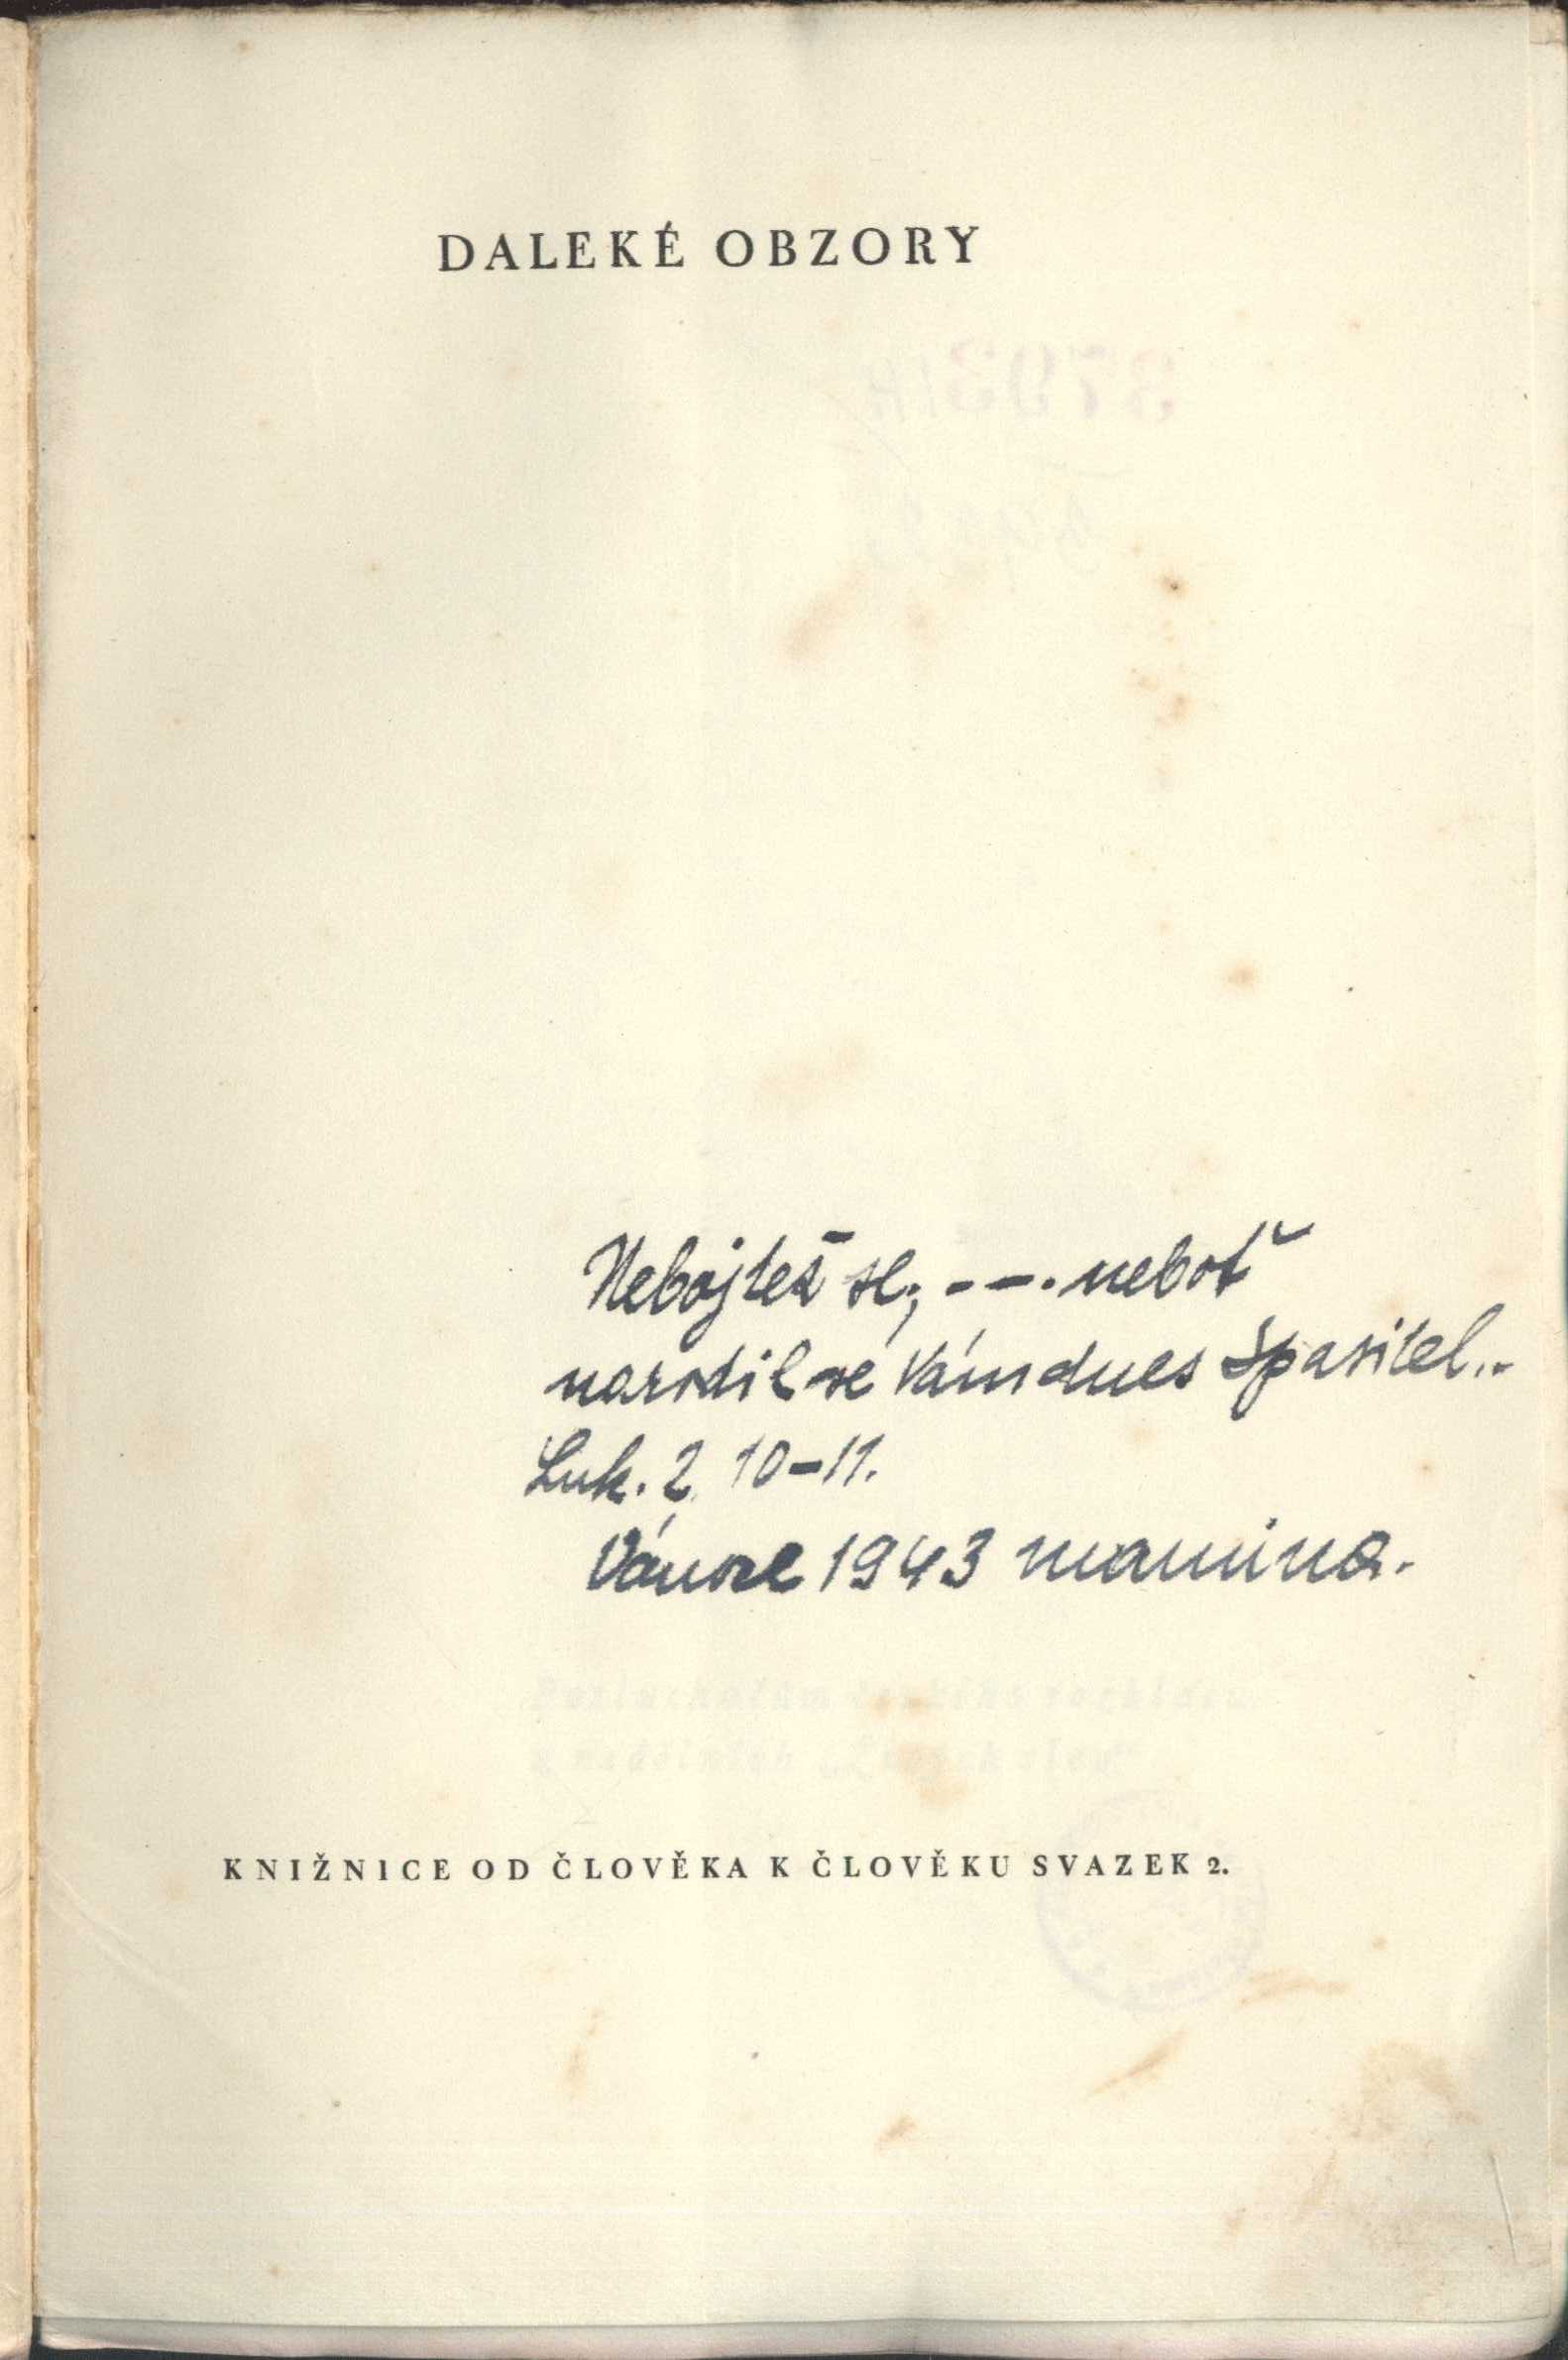 DALEKÉ OBZORY
Nebojtež se, - - . neboť
narodil se Vám dnes Spasitel...
Luk. 2, 10-11.
Vánoce 1943 mamina.
KNIŽNICE OD ČLOVĚKA K ČLOVĚKU SVAZEK 2.